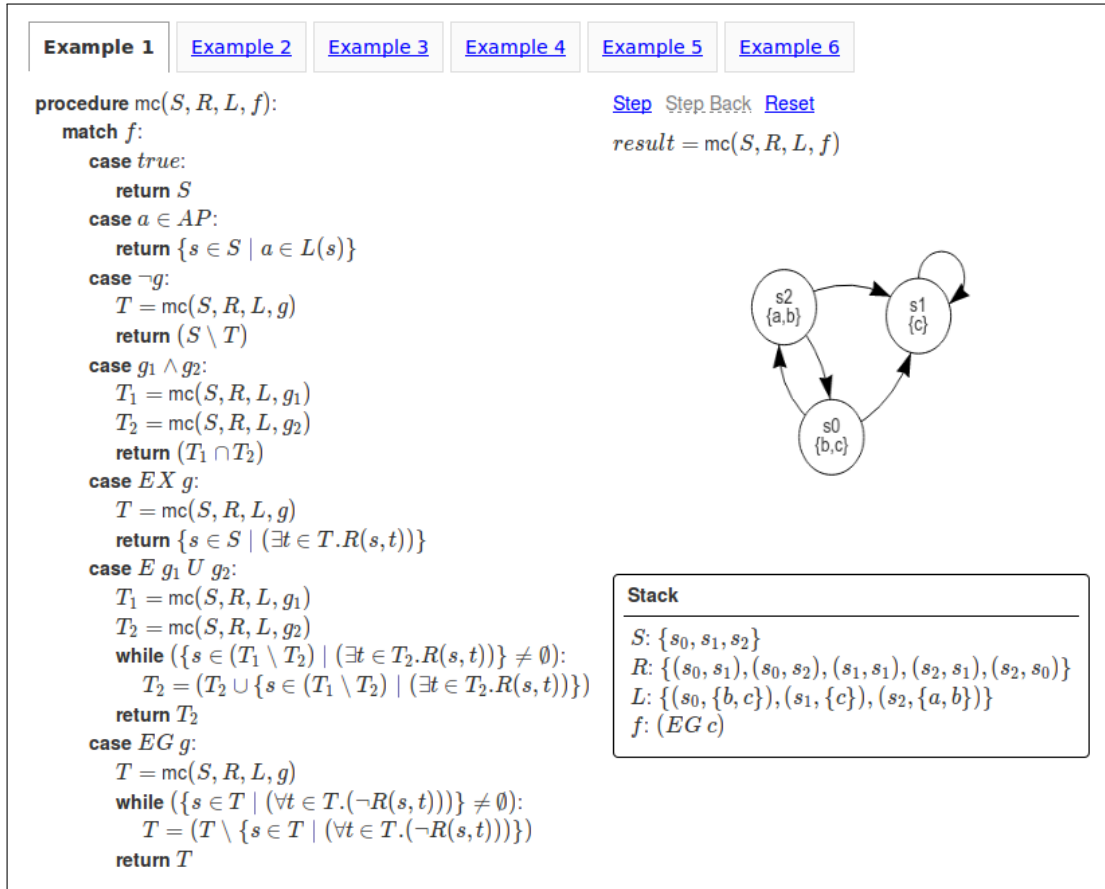 Example 1 Example 2 Example 3 Example 4 Example 5 Example 6
procedure mc(S, R, L, f):
match f:
case true:
return S
case a ∈ AP:
return {s ∈ S | a ∈ L(s)}
case ¬g:
T = mc(S, R, L, g)
return (S \ T)
case g₁ ∧ g₂:
T₁ = mc(S, R, L, g₁)
T₂ = mc(S, R, L, g₂)
return (T₁ ∩ T₂)
case EX g:
T = mc(S, R, L, g)
return {s ∈ S | (∃t ∈ T.R(s,t))}
case E g₁ U g₂:
T₁ = mc(S, R, L, g₁)
T₂ = mc(S, R, L, g₂)
while ({s ∈ (T₁ \ T₂) | (∃t ∈ T₂.R(s,t))} ≠ ∅):
T₂ = (T₂ ∪ {s ∈ (T₁ \ T₂) | (∃t ∈ T₂.R(s,t))})
return T₂
case EG g:
T = mc(S, R, L, g)
while ({s ∈ T | (∀t ∈ T.(¬R(s,t)))} ≠ ∅):
T = (T \ {s ∈ T | (∀t ∈ T.(¬R(s,t)))})
return T
Step Step Back Reset
result = mc(S, R, L, f)
s2
{a,b}
s1
{c}
s0
{b,c}
Stack
S: {s₀, s₁, s₂}
R: {(s₀, s₁), (s₀, s₂), (s₁, s₁), (s₂, s₁), (s₂, s₀)}
L: {(s₀, {b, c}), (s₁, {c}), (s₂, {a, b})}
f: (EG c)